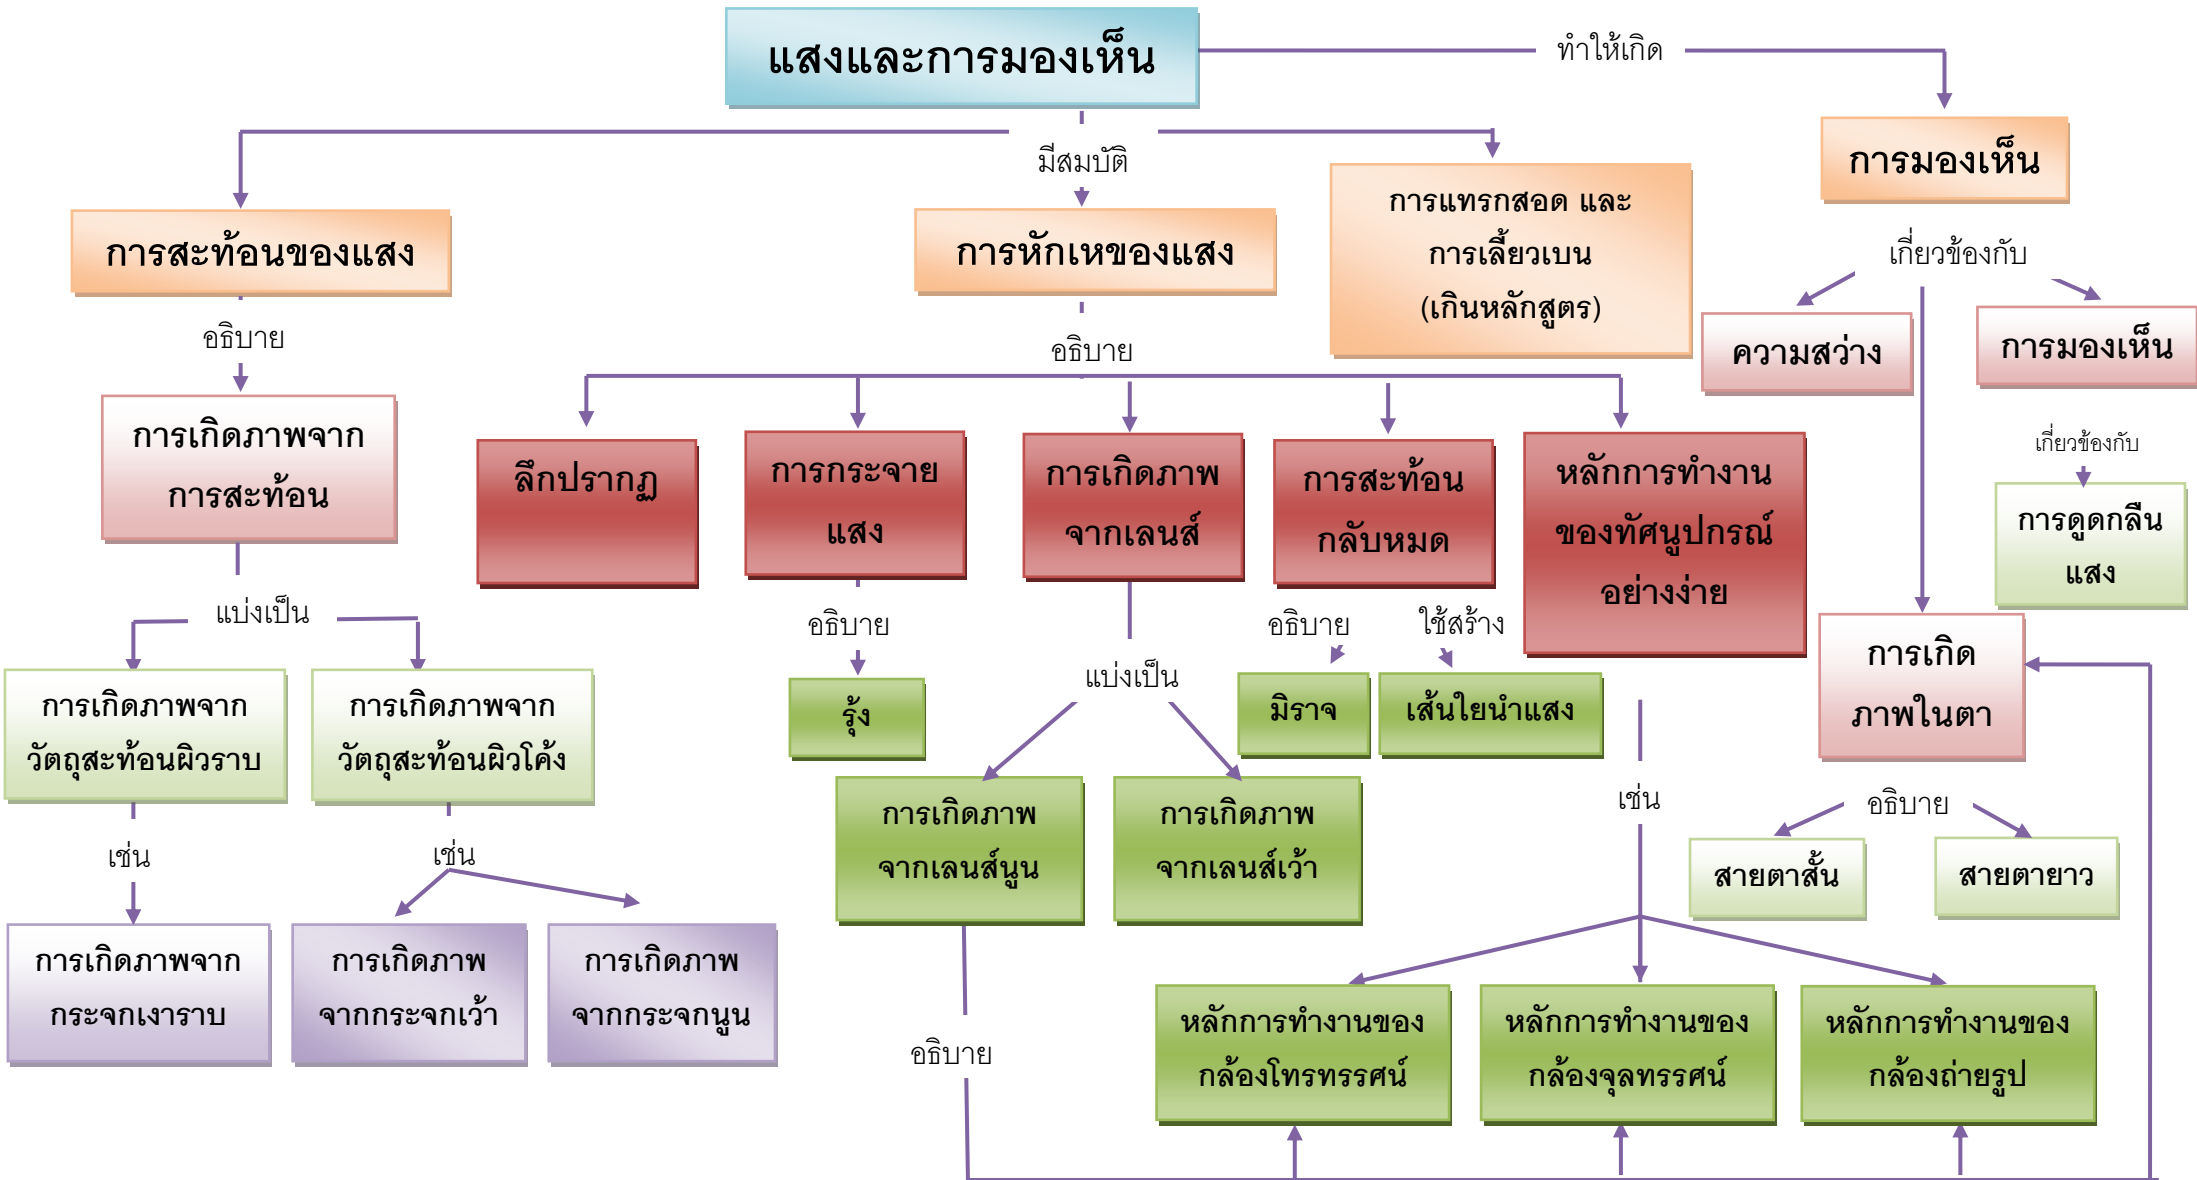 แสงและการมองเห็น
ทำให้เกิด
มีสมบัติ
การมองเห็น
การแทรกสอด และ
การเลี้ยวเบน
(เกินหลักสูตร)
การสะท้อนของแสง
การหักเหของแสง
เกี่ยวข้องกับ
อธิบาย
อธิบาย
ความสว่าง
การมองเห็น
การเกิดภาพจาก
การสะท้อน
ลึกปรากฏ
การกระจาย
แสง
การเกิดภาพ
จากเลนส์
การสะท้อน
กลับหมด
หลักการทำงาน
ของทัศนูปกรณ์
อย่างง่าย
เกี่ยวข้องกับ
การดูดกลืน
แสง
แบ่งเป็น
อธิบาย
แบ่งเป็น
อธิบาย
ใช้สร้าง
การเกิด
ภาพในตา
การเกิดภาพจาก
วัตถุสะท้อนผิวราบ
การเกิดภาพจาก
วัตถุสะท้อนผิวโค้ง
รุ้ง
มิราจ
เส้นใยนำแสง
เช่น
เช่น
การเกิดภาพ
จากเลนส์นูน
การเกิดภาพ
จากเลนส์เว้า
เช่น
อธิบาย
สายตาสั้น
สายตายาว
การเกิดภาพจาก
กระจกเงาราบ
การเกิดภาพ
จากกระจกเว้า
การเกิดภาพ
จากกระจกนูน
อธิบาย
หลักการทำงานของ
กล้องโทรทรรศน์
หลักการทำงานของ
กล้องจุลทรรศน์
หลักการทำงานของ
กล้องถ่ายรูป